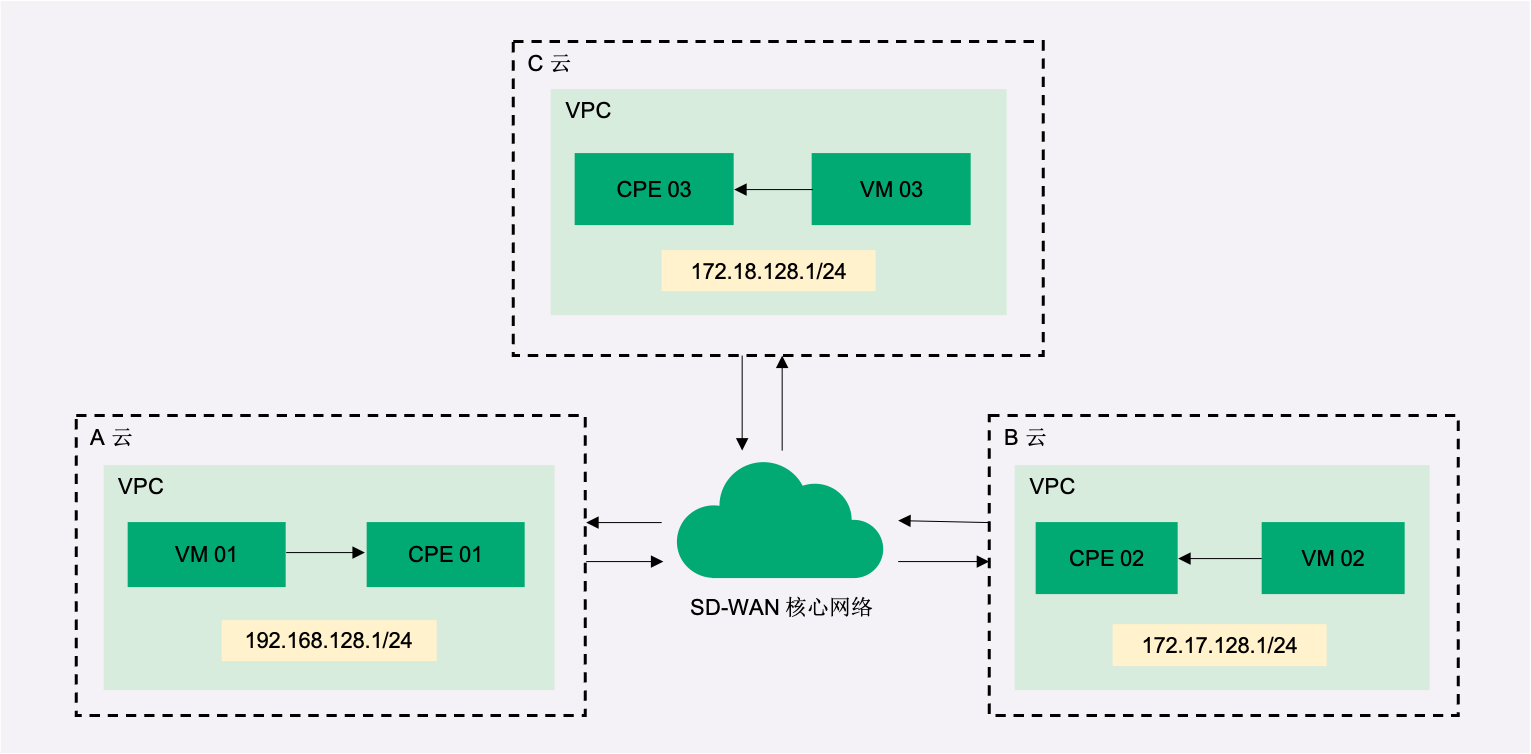 C 云
VPC
CPE 03
VM 03
172.18.128.1/24
A 云
VPC
VM 01
CPE 01
192.168.128.1/24
SD-WAN 核心网络
B 云
VPC
CPE 02
VM 02
172.17.128.1/24